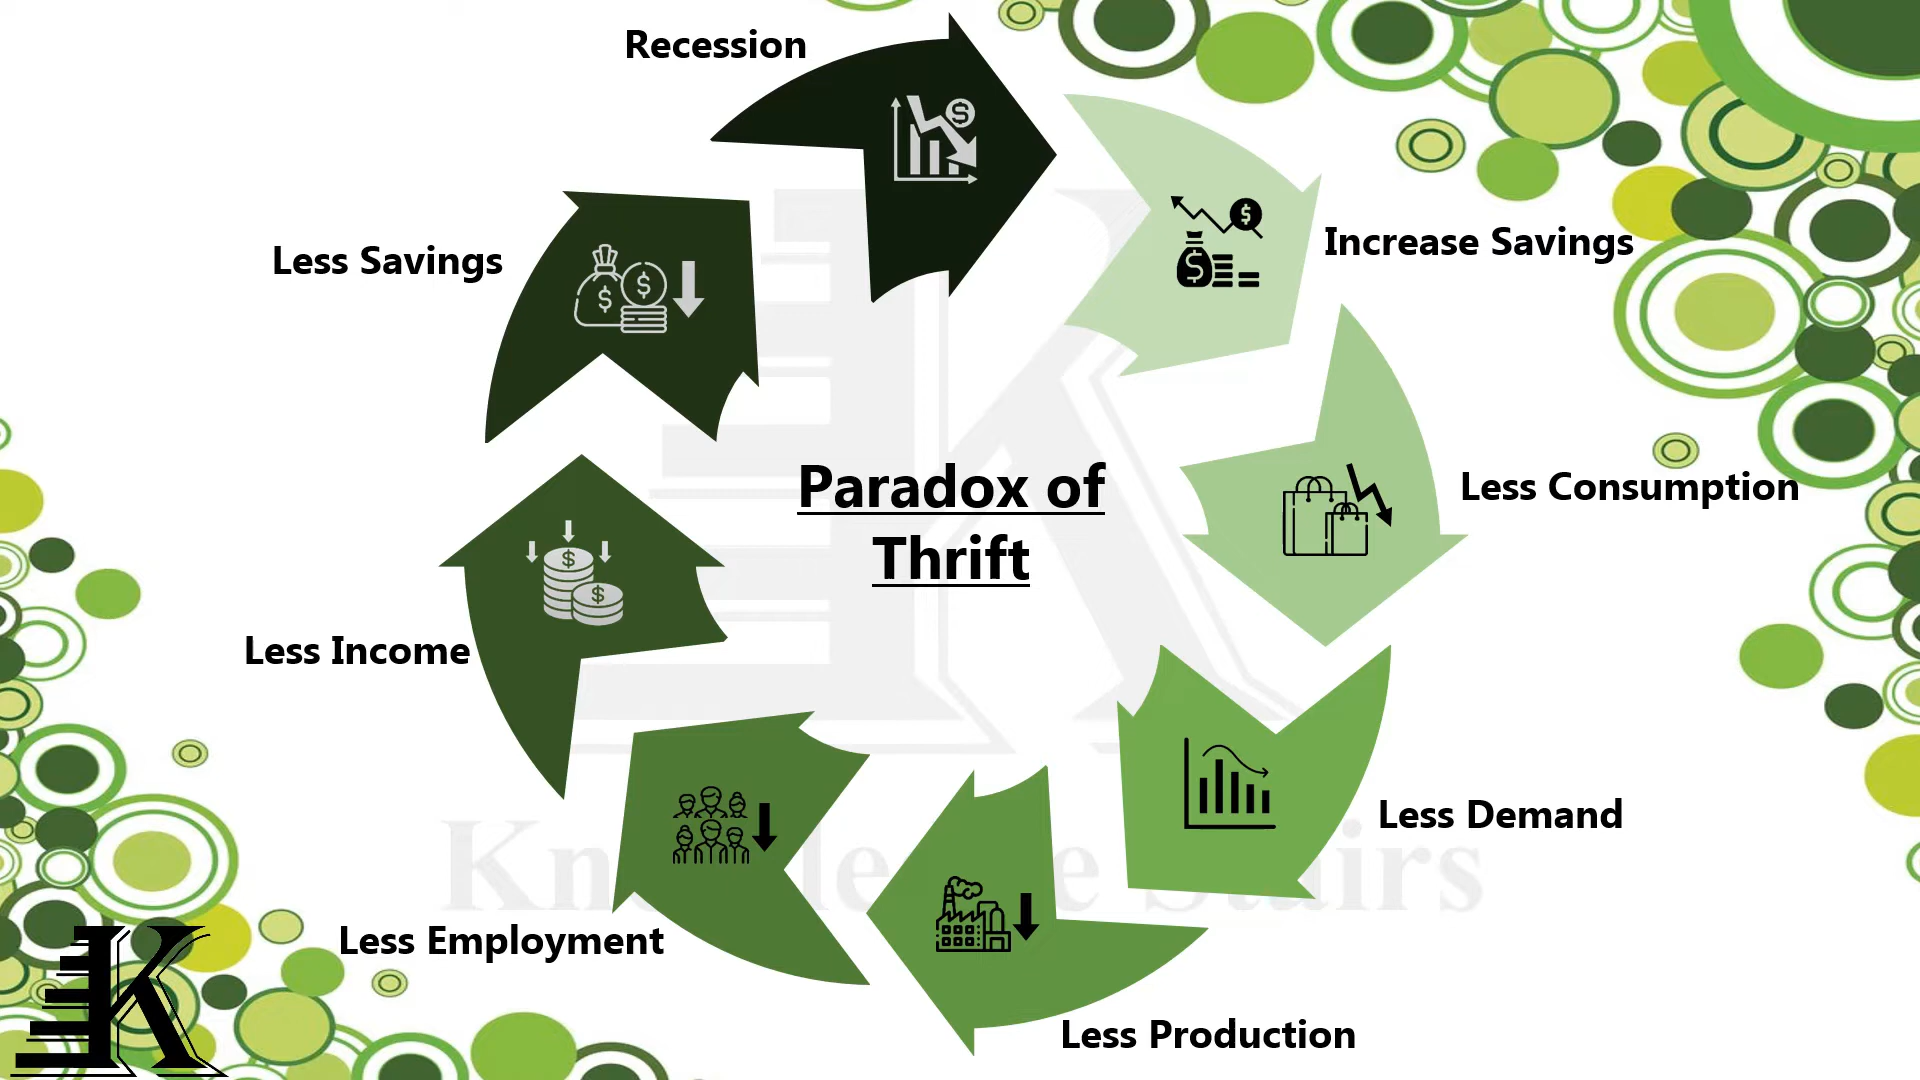 Recession
Increase Savings
Less Savings
Less Consumption
Paradox of
Thrift
Less Income
Less Demand
Less Employment
Less Production
K